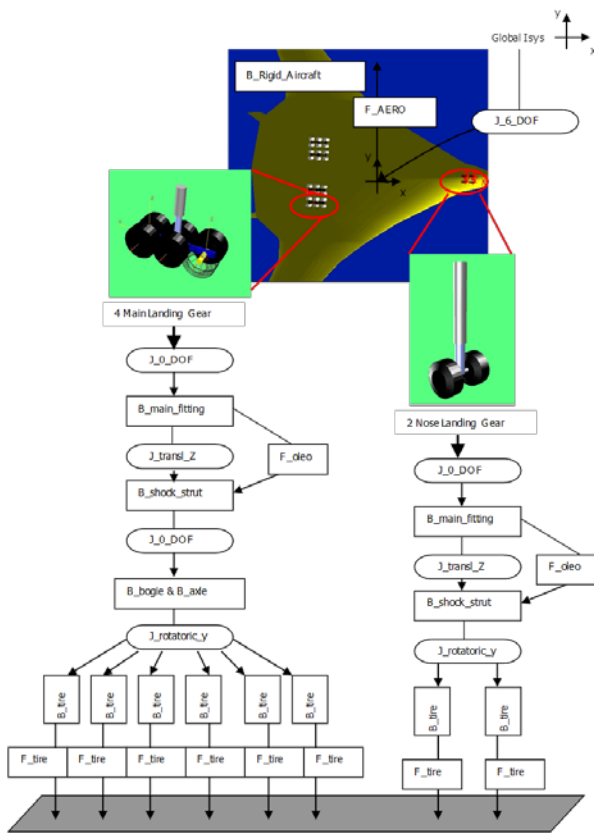 y
Global Isys
x
B_Rigid_Aircraft
F_AERO
J_6_DOF
y
x
4 Main Landing Gear
J_0_DOF
B_main_fitting
J_transl_Z
F_oleo
B_shock_strut
J_0_DOF
B_bogie & B_axle
J_rotatoric_y
B_tire
B_tire
B_tire
B_tire
B_tire
B_tire
F_tire
F_tire
F_tire
F_tire
F_tire
F_tire
2 Nose Landing Gear
J_0_DOF
B_main_fitting
J_transl_Z
F_oleo
B_shock_strut
J_rotatoric_y
B_tire
B_tire
F_tire
F_tire